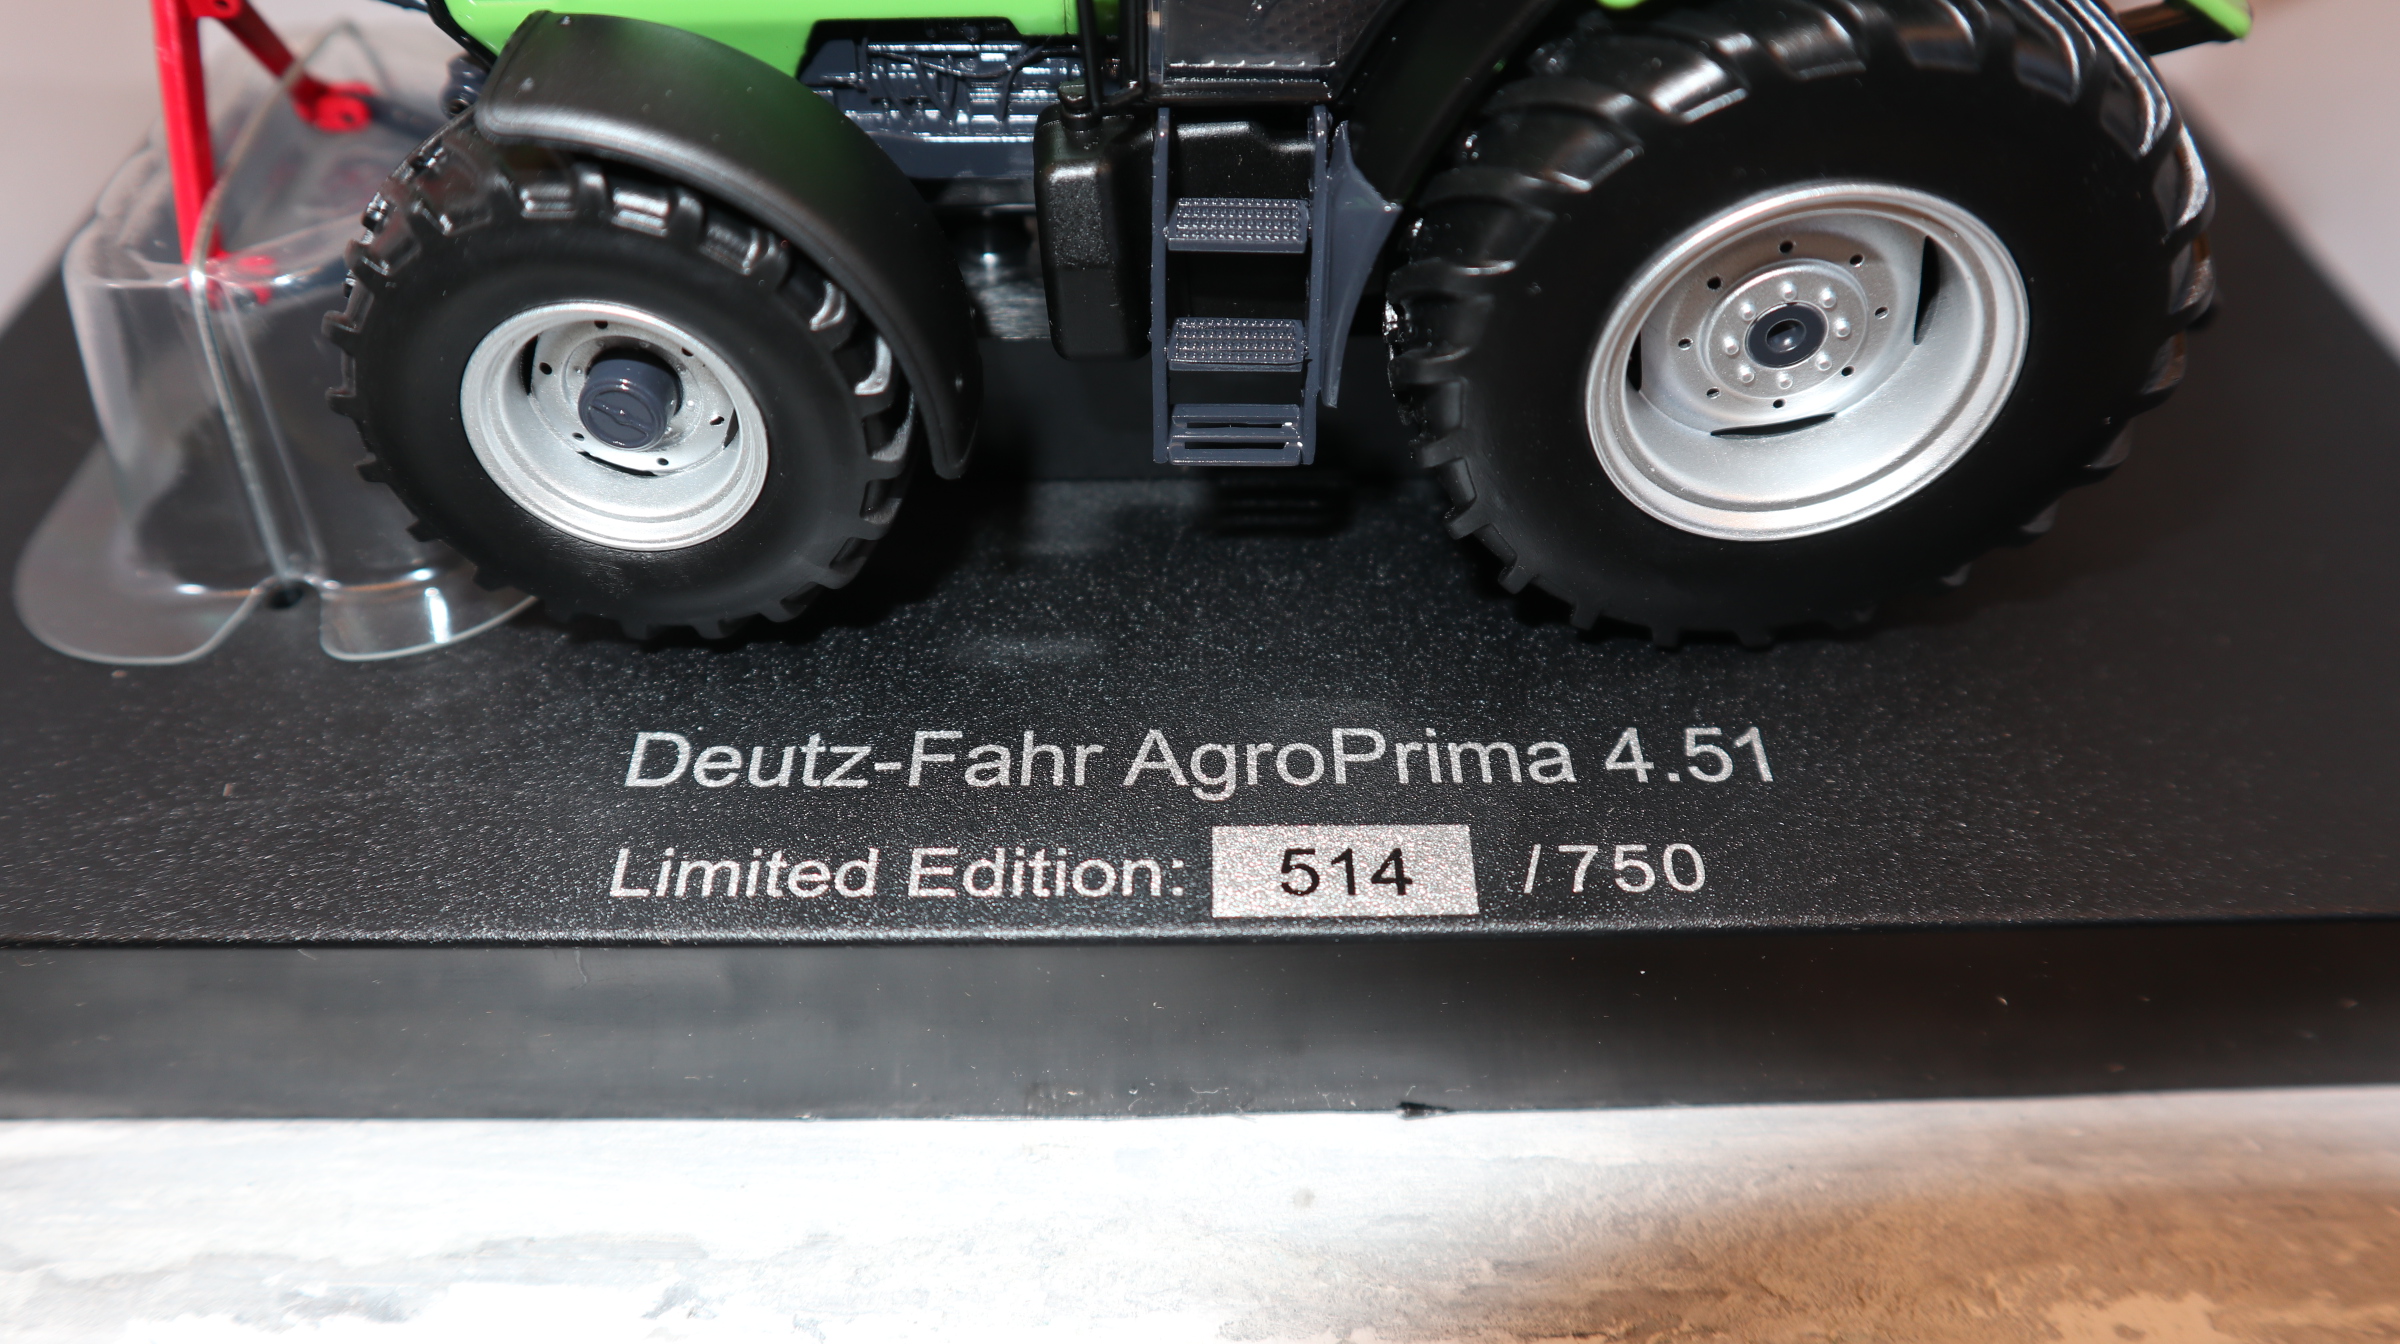 Deutz-Fahr AgroPrima 4.51
Limited Edition: 514 /750